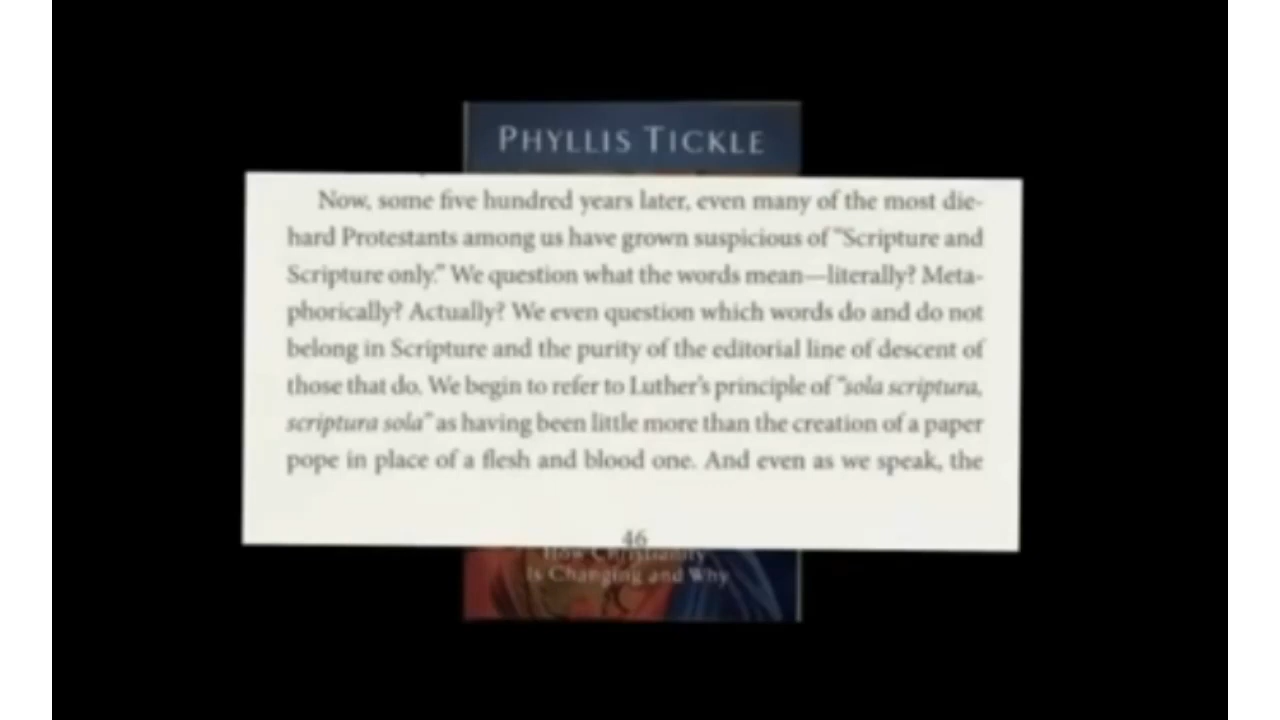 PHYLLIS TICKLE
Now, some five hundred years later, even many of the most die-
hard Protestants among us have grown suspicious of "Scripture and
Scripture only." We question what the words mean—literally? Meta-
phorically? Actually? We even question which words do and do not
belong in Scripture and the purity of the editorial line of descent of
those that do. We begin to refer to Luther's principle of "sola scriptura,
scriptura sola" as having been little more than the creation of a paper
pope in place of a flesh and blood one. And even as we speak, the
46
How Christianity
Is Changing and Why